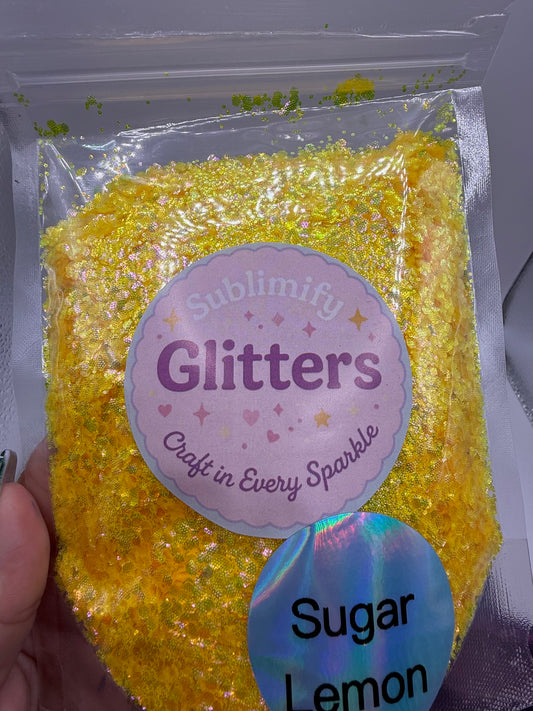 Sublimify
Glitters
Craft in Every Sparkle
Sugar
Lemon